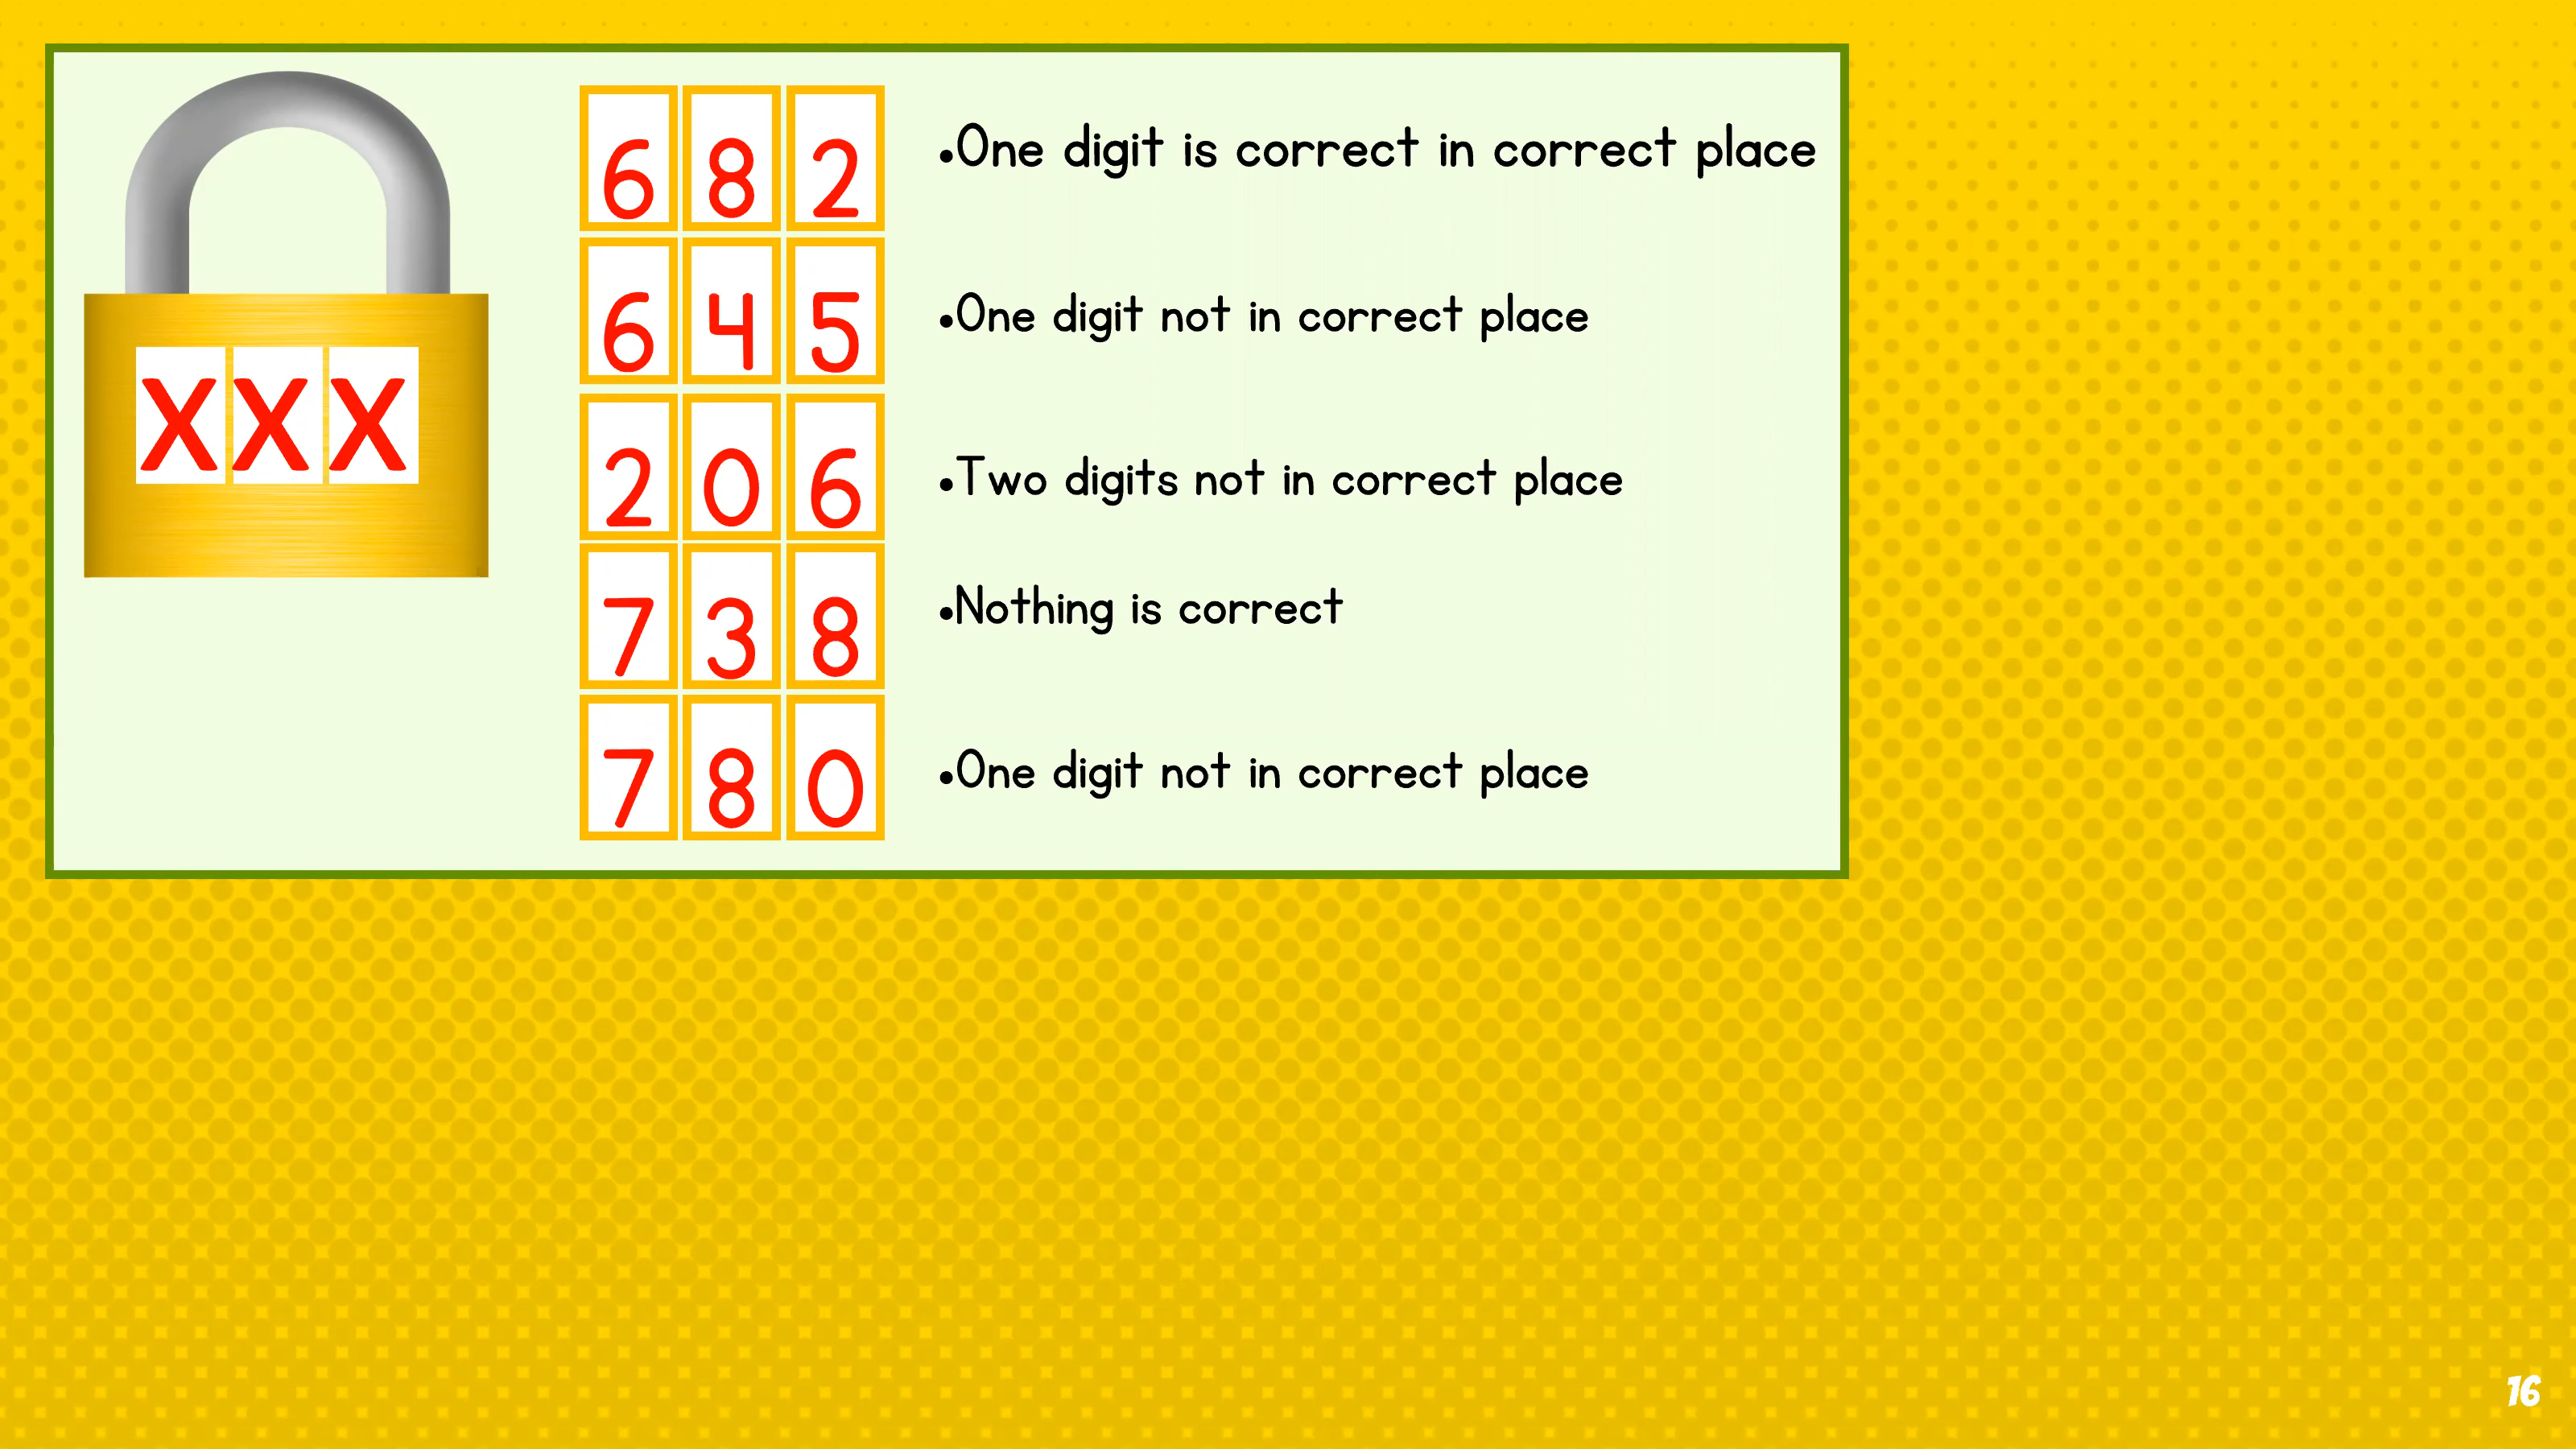 6 8 2 •One digit is correct in correct place
6 4 5 •One digit not in correct place
XXX
2 0 6 •Two digits not in correct place
7 3 8 •Nothing is correct
7 8 0 •One digit not in correct place
16